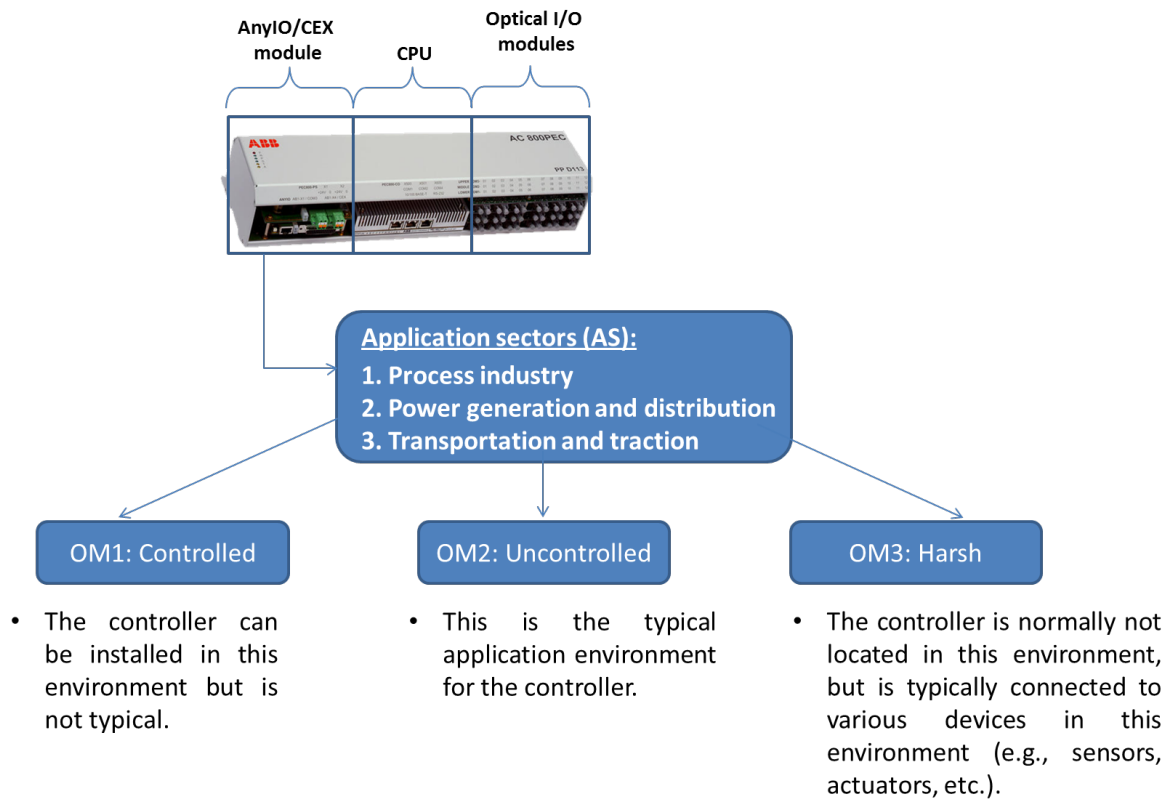 AnyIO/CEX
module
CPU
Optical I/O
modules
ABB
AC 800PEC
PP D113
Application sectors (AS):
1. Process industry
2. Power generation and distribution
3. Transportation and traction
OM1: Controlled
OM2: Uncontrolled
OM3: Harsh
• The controller can
be installed in this
environment but is
not typical.
• This is the typical
application environment
for the controller.
• The controller is normally not
located in this environment,
but is typically connected to
various devices in this
environment (e.g., sensors,
actuators, etc.).